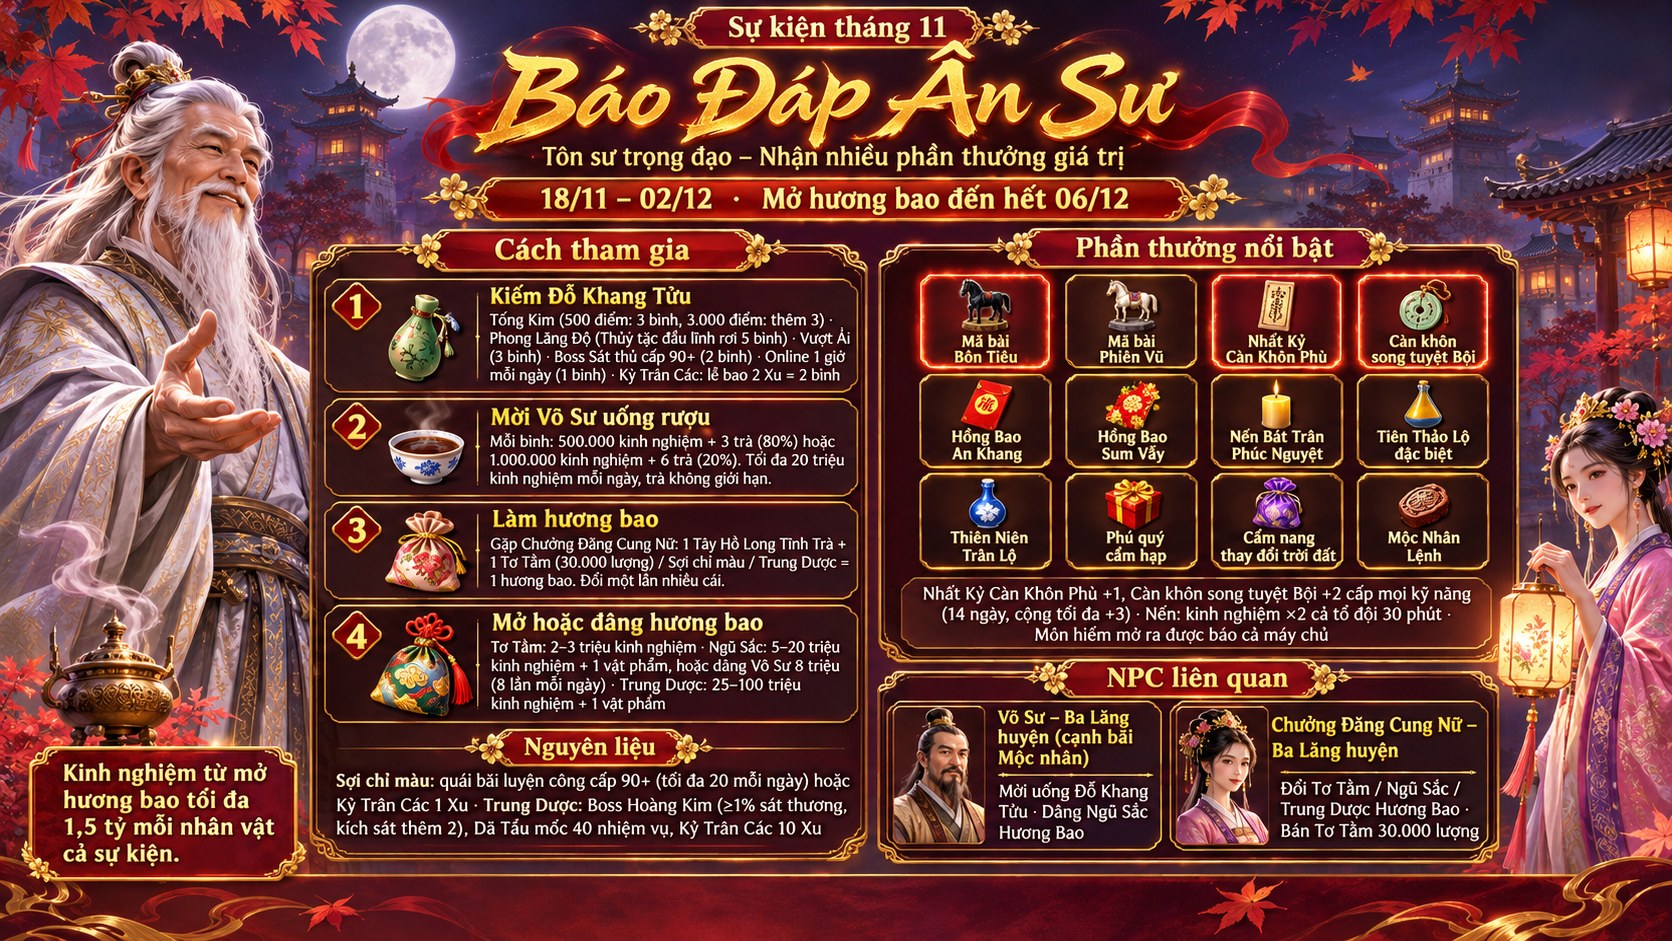 Sự kiện tháng 11
Báo Đáp Ân Sư
Tôn sư trọng đạo – Nhận nhiều phần thưởng giá trị
18/11 – 02/12 · Mở hương bao đến hết 06/12
Cách tham gia
1
Kiếm Đỗ Khang Tửu
Tống Kim (500 điểm: 3 bình, 3.000 điểm: thêm 3) ·
Phong Lăng Độ (Thủy tặc đầu lĩnh rơi 5 bình) · Vượt Ải
(3 bình) · Boss Sát thủ cấp 90+ (2 bình) · Online 1 giờ
mỗi ngày (1 bình) · Kỳ Trân Các: lễ bao 2 Xu = 2 bình
2
Mời Võ Sư uống rượu
Mỗi bình: 500.000 kinh nghiệm + 3 trà (80%) hoặc
1.000.000 kinh nghiệm + 6 trà (20%). Tối đa 20 triệu
kinh nghiệm mỗi ngày, trà không giới hạn.
3
Làm hương bao
Gặp Chưởng Đăng Cung Nữ: 1 Tây Hồ Long Tỉnh Trà +
1 Tơ Tằm (30.000 lượng) / Sợi chỉ màu / Trung Dược =
1 hương bao. Đổi một lần nhiều cái.
4
Mở hoặc dâng hương bao
Tơ Tằm: 2–3 triệu kinh nghiệm · Ngũ Sắc: 5–20 triệu
kinh nghiệm + 1 vật phẩm, hoặc dâng Võ Sư 8 triệu
(8 lần mỗi ngày) · Trung Dược: 25–100 triệu
kinh nghiệm + 1 vật phẩm
Nguyên liệu
Sợi chỉ màu: quái bãi luyện công cấp 90+ (tối đa 20 mỗi ngày) hoặc
Kỳ Trân Các 1 Xu · Trung Dược: Boss Hoàng Kim (≥1% sát thương,
kích sát thêm 2), Dã Tẩu mốc 40 nhiệm vụ, Kỳ Trân Các 10 Xu
Kinh nghiệm từ mở
hương bao tối đa
1,5 tỷ mỗi nhân vật
cả sự kiện.
Phần thưởng nổi bật
Mã bài
Bôn Tiêu
Mã bài
Phiên Vũ
Nhất Kỷ
Càn Khôn Phù
Càn khôn
song tuyệt Bội
Hồng Bao
An Khang
Hồng Bao
Sum Vầy
Nến Bát Trân
Phúc Nguyệt
Tiên Thảo Lộ
đặc biệt
Thiên Niên
Trân Lộ
Phú quý
cẩm hạp
Cẩm nang
thay đổi trời đất
Mộc Nhân
Lệnh
Nhất Kỷ Càn Khôn Phù +1, Càn khôn song tuyệt Bội +2 cấp mọi kỹ năng
(14 ngày, cộng tối đa +3) · Nến: kinh nghiệm ×2 cả tổ đội 30 phút ·
Món hiếm mở ra được báo cả máy chủ
NPC liên quan
Võ Sư – Ba Lăng
huyện (cạnh bãi
Mộc nhân)
Mời uống Đỗ Khang
Tửu · Dâng Ngũ Sắc
Hương Bao
Chưởng Đăng Cung Nữ –
Ba Lăng huyện
Đổi Tơ Tằm / Ngũ Sắc /
Trung Dược Hương Bao ·
Bán Tơ Tằm 30.000 lượng